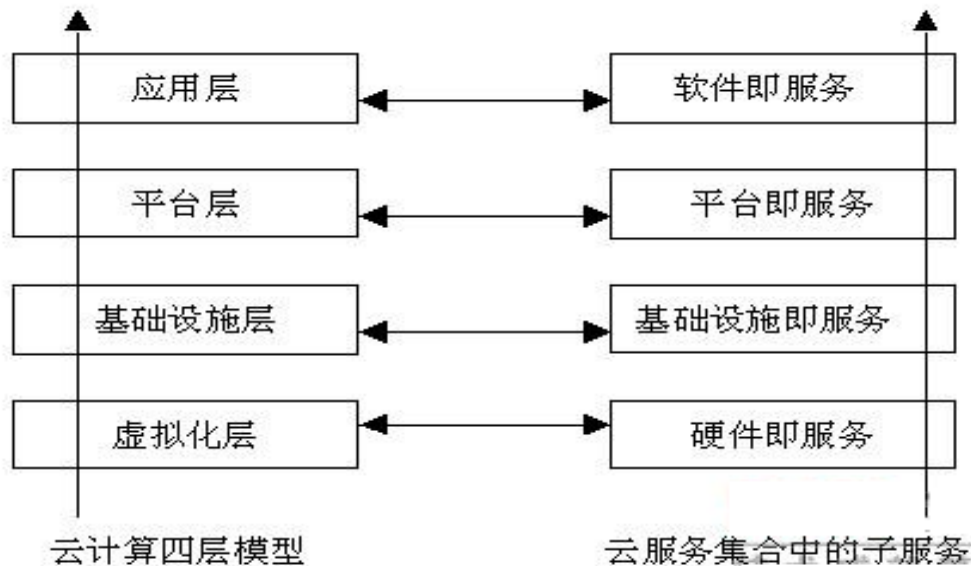 应用层
软件即服务
平台层
平台即服务
基础设施层
基础设施即服务
虚拟化层
硬件即服务
云计算四层模型
云服务集合中的子服务